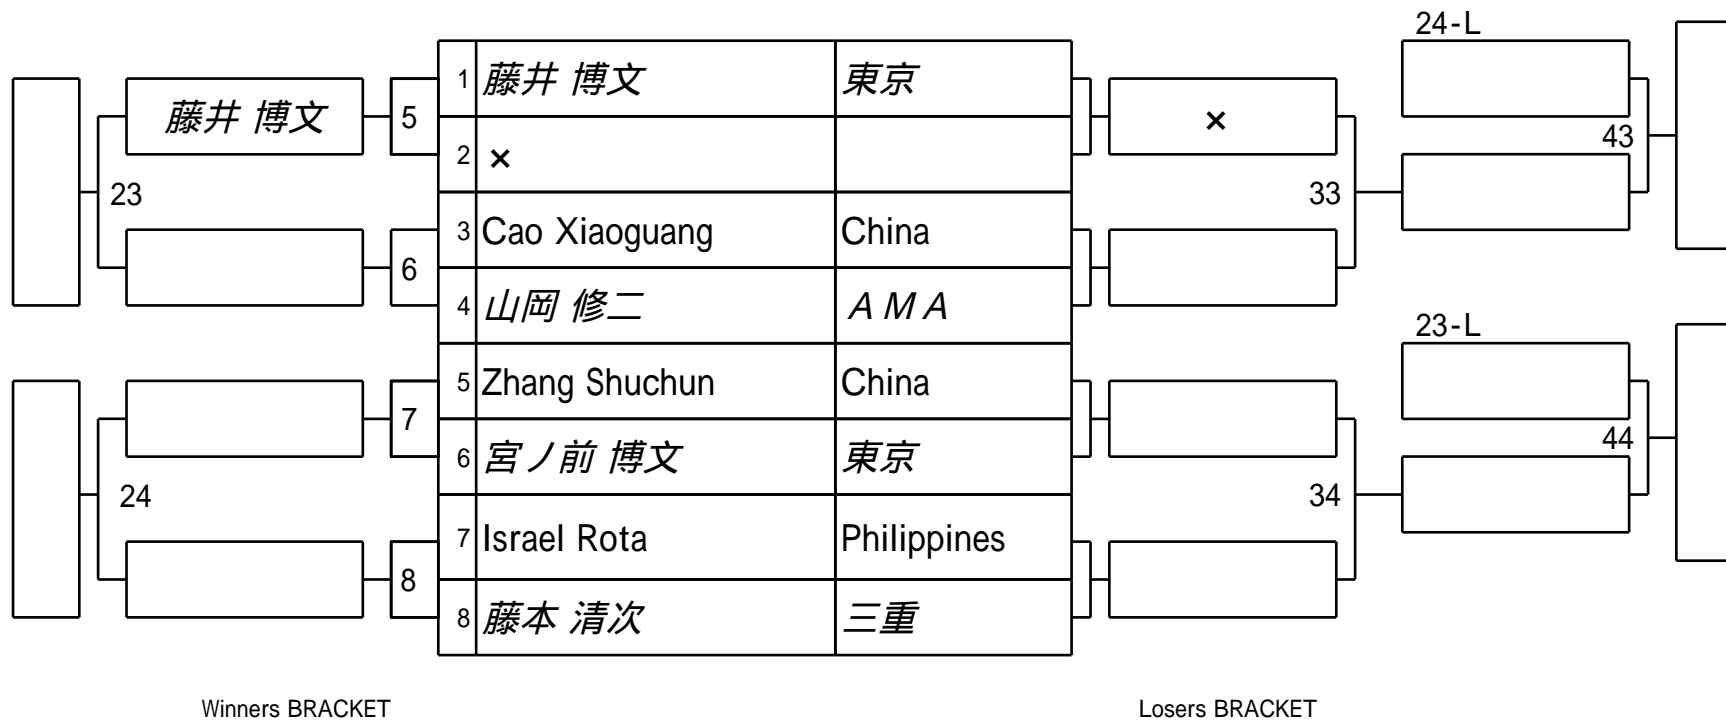 24-L
1 藤井 博文 東京
藤井 博文 5 × 43
2 ×
23 33
3 Cao Xiaoguang China
6
4 山岡 修二 ＡＭＡ
23-L
5 Zhang Shuchun China
7 44
6 宮ノ前 博文 東京
24 34
7 Israel Rota Philippines
8
8 藤本 清次 三重
Winners BRACKET Losers BRACKET